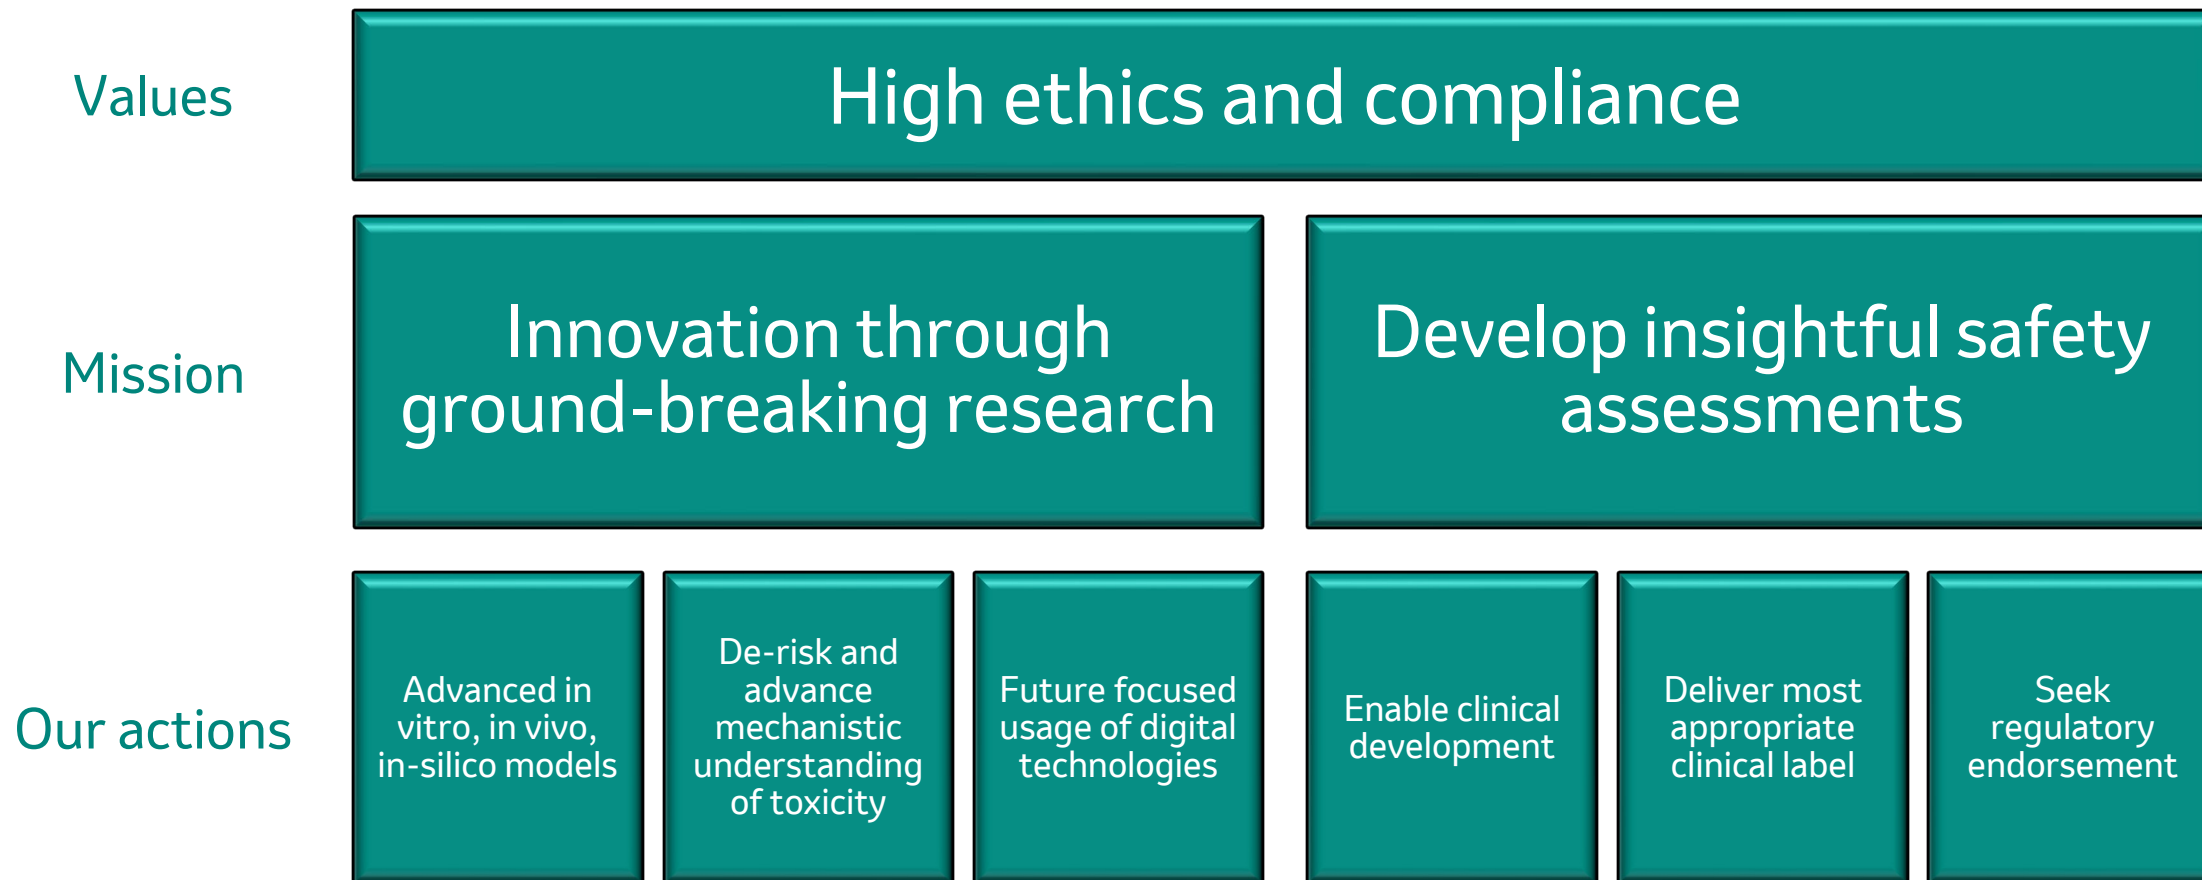 Values
High ethics and compliance
Mission
Innovation through
ground-breaking research
Develop insightful safety
assessments
Our actions
Advanced in
vitro, in vivo,
in-silico models
De-risk and
advance
mechanistic
understanding
of toxicity
Future focused
usage of digital
technologies
Enable clinical
development
Deliver most
appropriate
clinical label
Seek
regulatory
endorsement